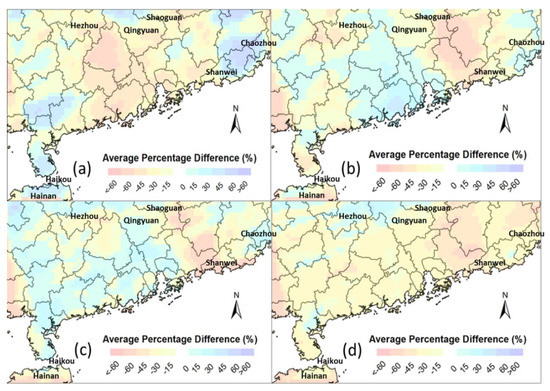 Shaoguan
Hezhou
Qingyuan
Chaozhou
Shanwei
N
(a)
Average Percentage Difference (%)
<-60 -45 -30 -15 0 15 30 45 60 >60
Haikou
Hainan
Shaoguan
Hezhou
Qingyuan
Chaozhou
Shanwei
N
(b)
Average Percentage Difference (%)
<-60 -45 -30 -15 0 15 30 45 60 >60
Haikou
Hainan
Shaoguan
Hezhou
Qingyuan
Chaozhou
Shanwei
N
(c)
Average Percentage Difference (%)
<-60 -45 -30 -15 0 15 30 45 60 >60
Haikou
Hainan
Shaoguan
Hezhou
Qingyuan
Chaozhou
Shanwei
N
(d)
Average Percentage Difference (%)
<-60 -45 -30 -15 0 15 30 45 60 >60
Haikou
Hainan